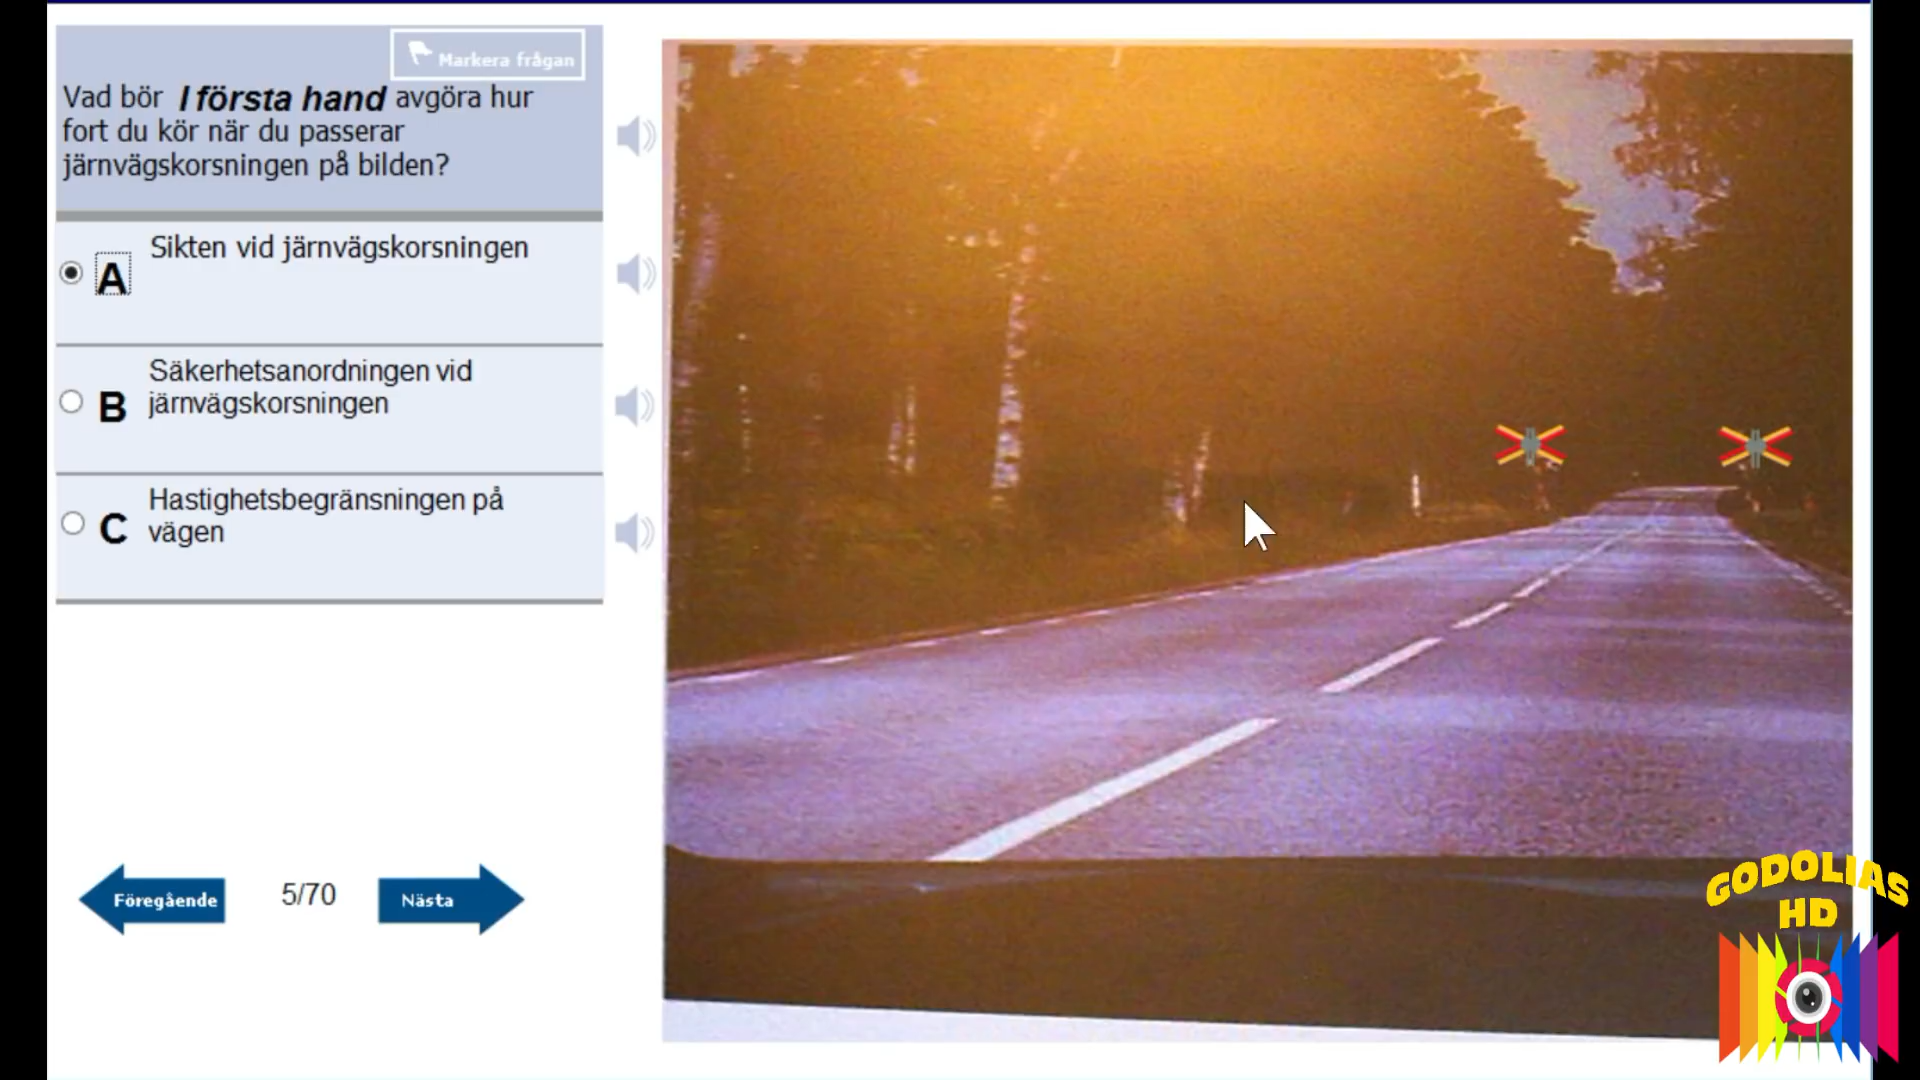 Markera frågan
Vad bör I första hand avgöra hur
fort du kör när du passerar
järnvägskorsningen på bilden?
A Sikten vid järnvägskorsningen
B Säkerhetsanordningen vid
järnvägskorsningen
C Hastighetsbegränsningen på
vägen
Föregående 5/70 Nästa
GODOLIAS
HD